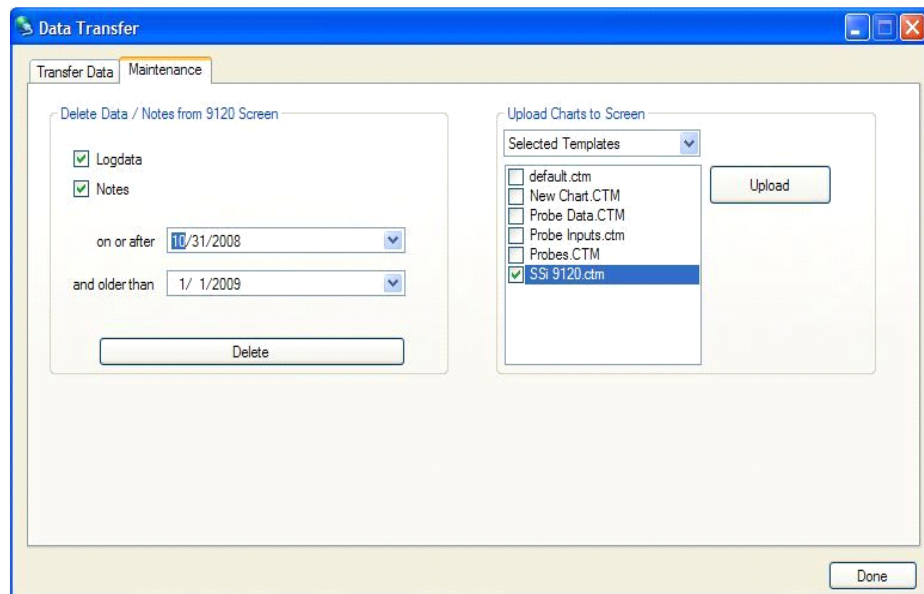 Data Transfer
Transfer Data
Maintenance
Delete Data / Notes from 9120 Screen
Logdata
Notes
on or after
10/31/2008
and older than
1/ 1/2009
Delete
Upload Charts to Screen
Selected Templates
default.ctm
New Chart.CTM
Probe Data.CTM
Probe Inputs.ctm
Probes.CTM
SSi 9120.ctm
Upload
Done